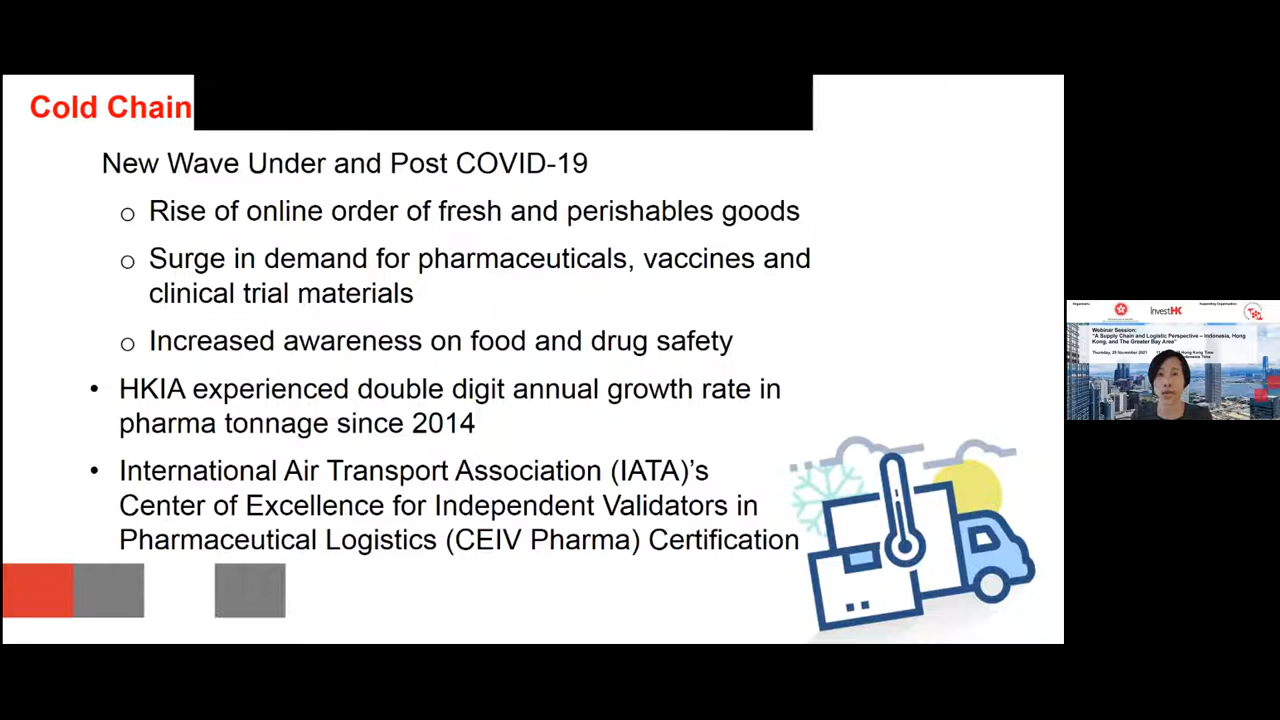 Cold Chain
New Wave Under and Post COVID-19
o Rise of online order of fresh and perishables goods
o Surge in demand for pharmaceuticals, vaccines and
clinical trial materials
o Increased awareness on food and drug safety
• HKIA experienced double digit annual growth rate in
pharma tonnage since 2014
• International Air Transport Association (IATA)’s
Center of Excellence for Independent Validators in
Pharmaceutical Logistics (CEIV Pharma) Certification
InvestHK
Webinar Session:
"A Supply Chain and Logistic Perspective – Indonesia, Hong
Kong, and The Greater Bay Area"
Hong Kong Time